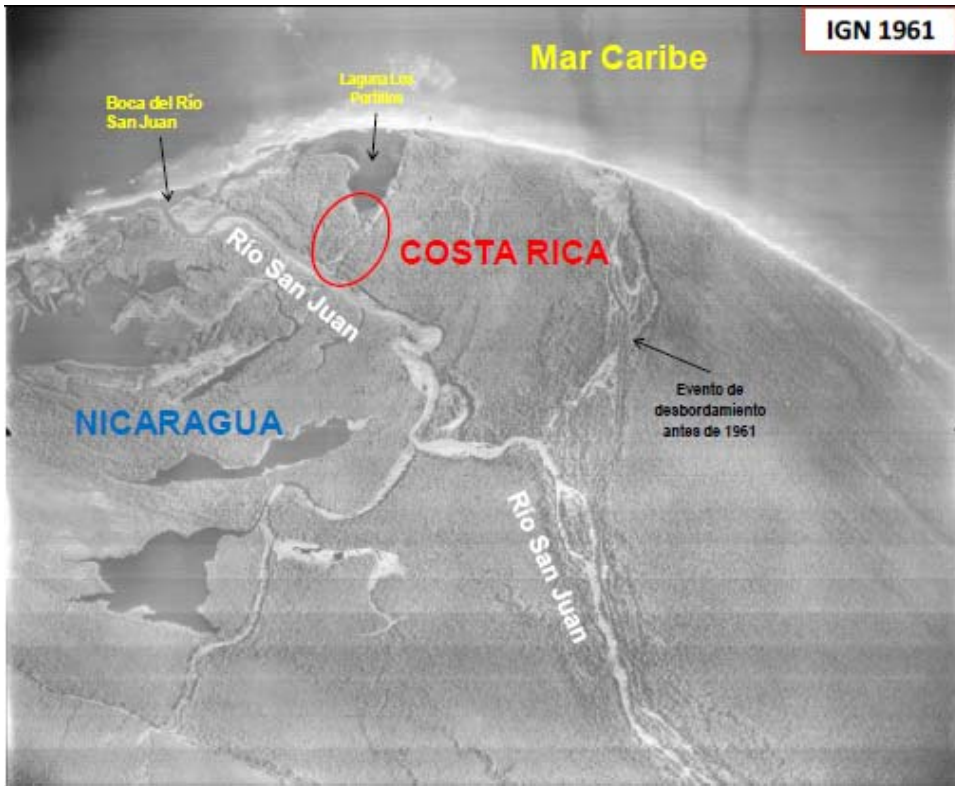 IGN 1961
Mar Caribe
Laguna Los
Portillos
Boca del Río
San Juan
Río San Juan
COSTA RICA
Evento de
desbordamiento
antes de 1961
NICARAGUA
Río San Juan